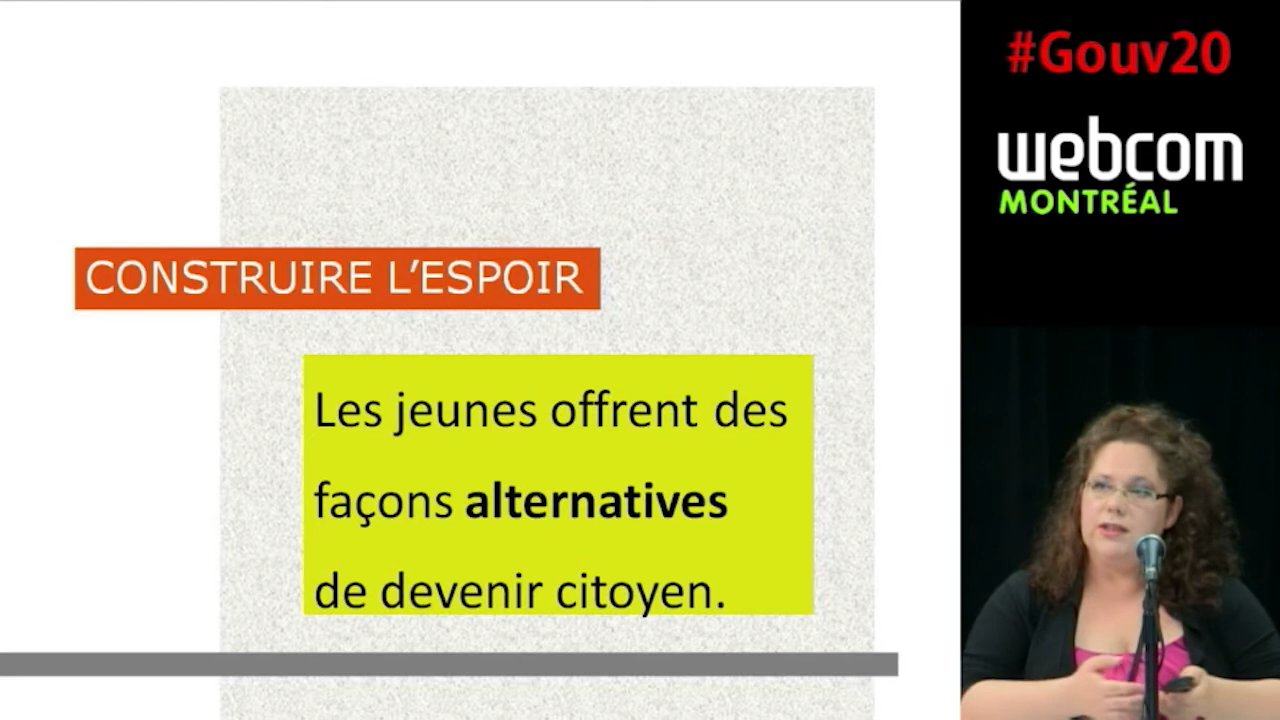 #Gouv20
webcom
MONTRÉAL
CONSTRUIRE L’ESPOIR
Les jeunes offrent des
façons alternatives
de devenir citoyen.